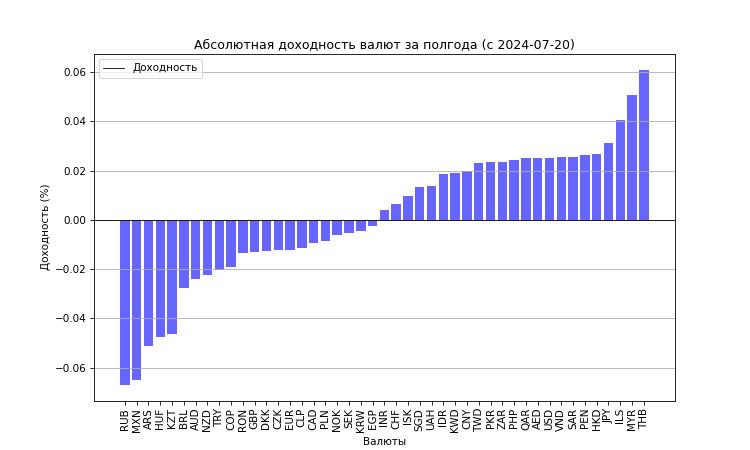 Абсолютная доходность валют за полгода (с 2024-07-20)
Доходность
0.06
0.04
0.02
0.00
−0.02
−0.04
−0.06
Доходность (%)
RUB MXN ARS HUF KZT BRL AUD NZD TRY COP RON GBP DKK CZK EUR CLP CAD PLN NOK SEK KRW EGP INR CHF ISK SGD UAH IDR KWD CNY TWD PKR ZAR PHP QAR AED USD VND SAR PEN HKD JPY ILS MYR THB
Валюты